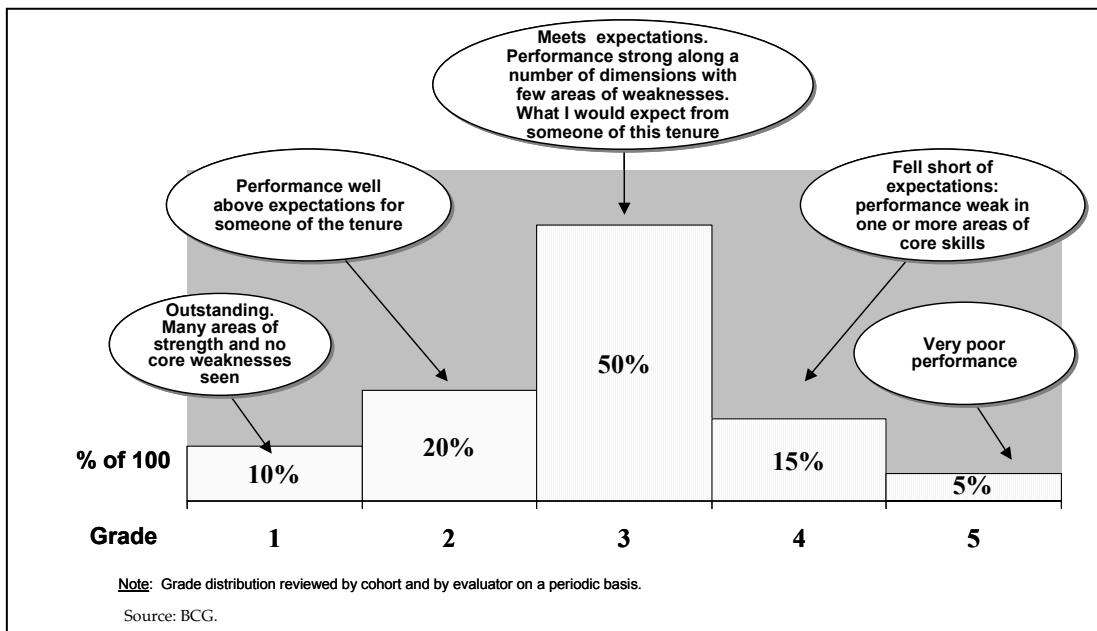 Meets expectations.
Performance strong along a
number of dimensions with
few areas of weaknesses.
What I would expect from
someone of this tenure
Performance well
above expectations for
someone of the tenure
Fell short of
expectations:
performance weak in
one or more areas of
core skills
Outstanding.
Many areas of
strength and no
core weaknesses
seen
Very poor
performance
50%
20%
15%
10%
5%
% of 100
Grade 1 2 3 4 5
Note: Grade distribution reviewed by cohort and by evaluator on a periodic basis.
Source: BCG.